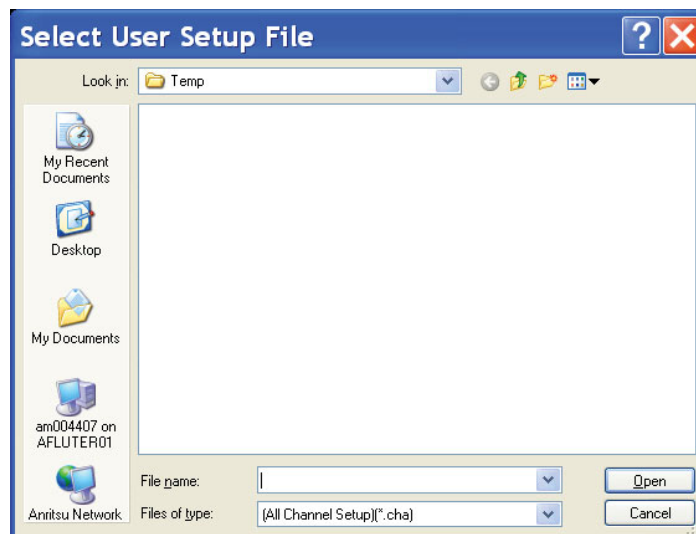 Select User Setup File
Look in:
Temp
My Recent
Documents
Desktop
My Documents
am004407 on
AFLUTER01
Anritsu Network
File name:
Open
Files of type:
(All Channel Setup)(*.cha)
Cancel